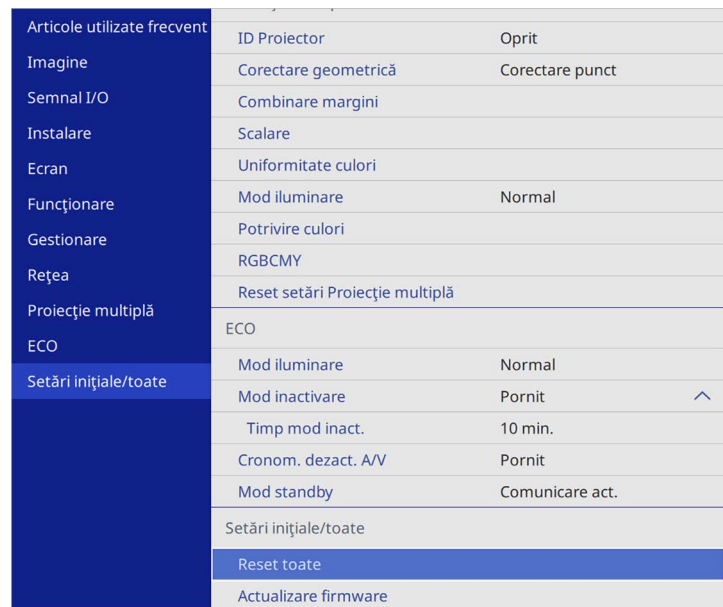 Articole utilizate frecvent
Imagine
Semnal I/O
Instalare
Ecran
Funcţionare
Gestionare
Reţea
Proiecţie multiplă
ECO
Setări iniţiale/toate
ID Proiector Oprit
Corectare geometrică Corectare punct
Combinare margini
Scalare
Uniformitate culori
Mod iluminare Normal
Potrivire culori
RGBCMY
Reset setări Proiecţie multiplă
ECO
Mod iluminare Normal
Mod inactivare Pornit
Timp mod inact. 10 min.
Cronom. dezact. A/V Pornit
Mod standby Comunicare act.
Setări iniţiale/toate
Reset toate
Actualizare firmware